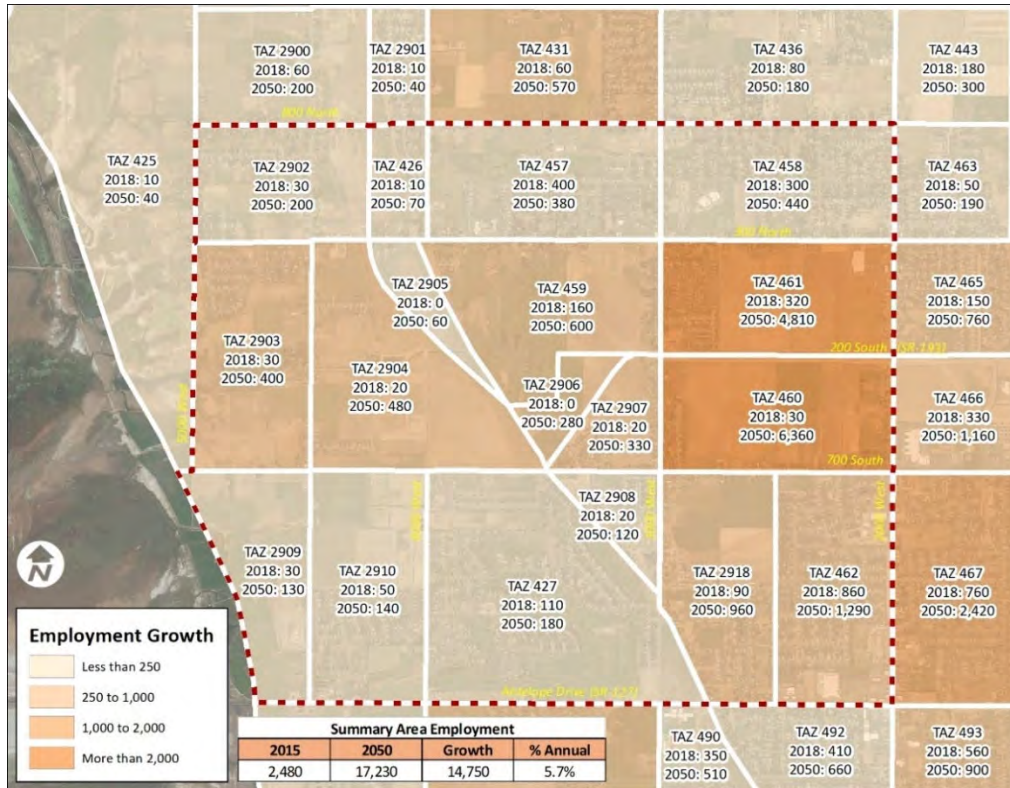 TAZ 2900
2018: 60
2050: 200
TAZ 2901
2018: 10
2050: 40
TAZ 431
2018: 60
2050: 570
TAZ 436
2018: 80
2050: 180
TAZ 443
2018: 180
2050: 300
800 North
TAZ 425
2018: 10
2050: 40
TAZ 2902
2018: 30
2050: 200
TAZ 426
2018: 10
2050: 70
TAZ 457
2018: 400
2050: 380
TAZ 458
2018: 300
2050: 440
TAZ 463
2018: 50
2050: 190
300 North
TAZ 2905
2018: 0
2050: 60
TAZ 459
2018: 160
2050: 600
TAZ 461
2018: 320
2050: 4,810
TAZ 465
2018: 150
2050: 760
TAZ 2903
2018: 30
2050: 400
TAZ 2904
2018: 20
2050: 480
200 South (SR-193)
TAZ 2906
2018: 0
2050: 280
TAZ 2907
2018: 20
2050: 330
TAZ 460
2018: 30
2050: 6,360
TAZ 466
2018: 330
2050: 1,160
700 South
TAZ 2908
2018: 20
2050: 120
3000 West
2000 West
TAZ 2909
2018: 30
2050: 130
TAZ 2910
2018: 50
2050: 140
TAZ 427
2018: 110
2050: 180
TAZ 2918
2018: 90
2050: 960
TAZ 462
2018: 860
2050: 1,290
TAZ 467
2018: 760
2050: 2,420
Antelope Drive (SR-127)
N
Employment Growth
Less than 250
250 to 1,000
1,000 to 2,000
More than 2,000
Summary Area Employment
2015 2050 Growth % Annual
2,480 17,230 14,750 5.7%
TAZ 490
2018: 350
2050: 510
TAZ 492
2018: 410
2050: 660
TAZ 493
2018: 560
2050: 900